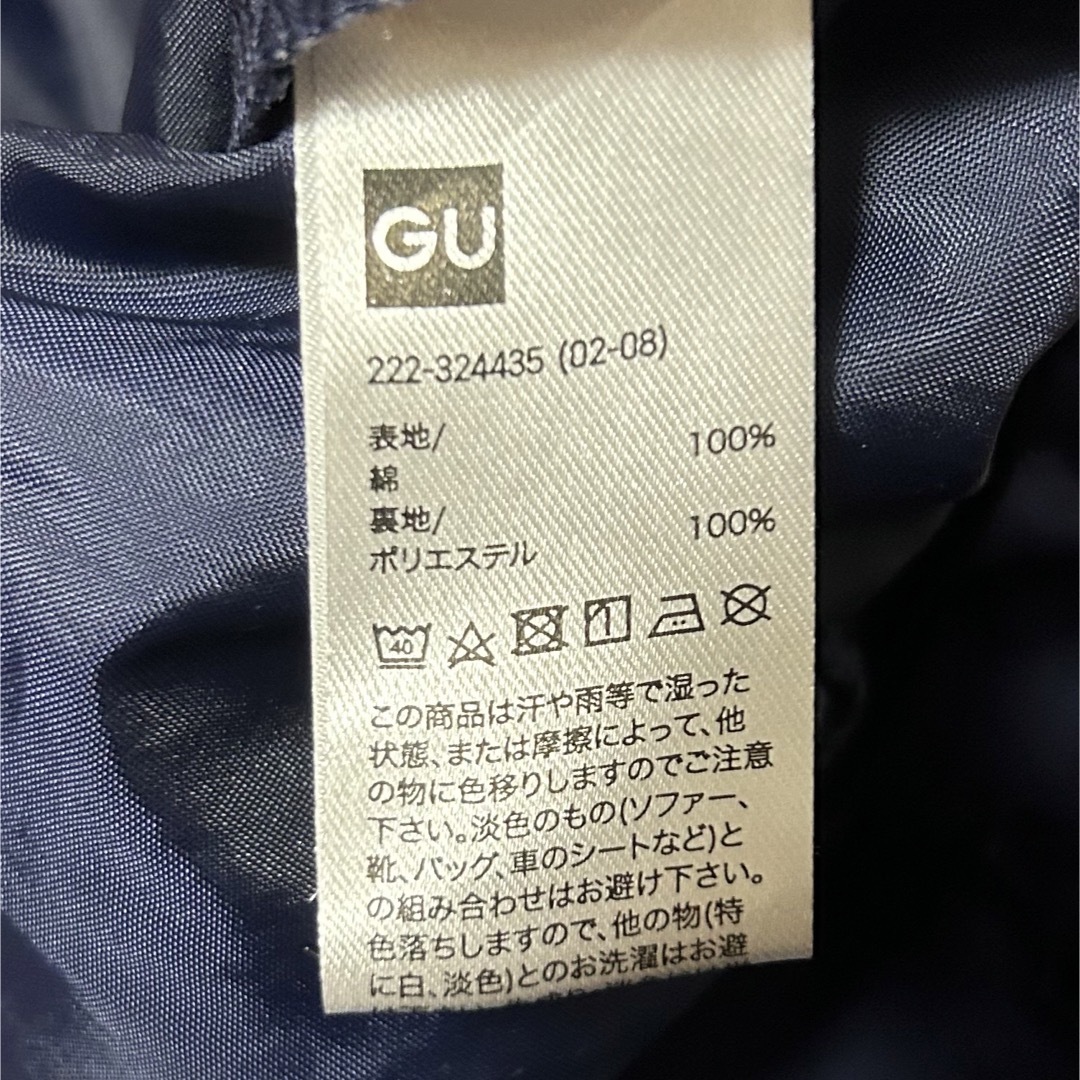 GU
222-324435 (02-08)
表地/ 100%
綿
裏地/ 100%
ポリエステル
40
この商品は汗や雨等で湿った
状態、または摩擦によって、他
の物に色移りしますのでご注意
下さい。淡色のもの(ソファー、
靴、バッグ、車のシートなど)と
の組み合わせはお避け下さい。
色落ちしますので、他の物(特
に白、淡色)とのお洗濯はお避